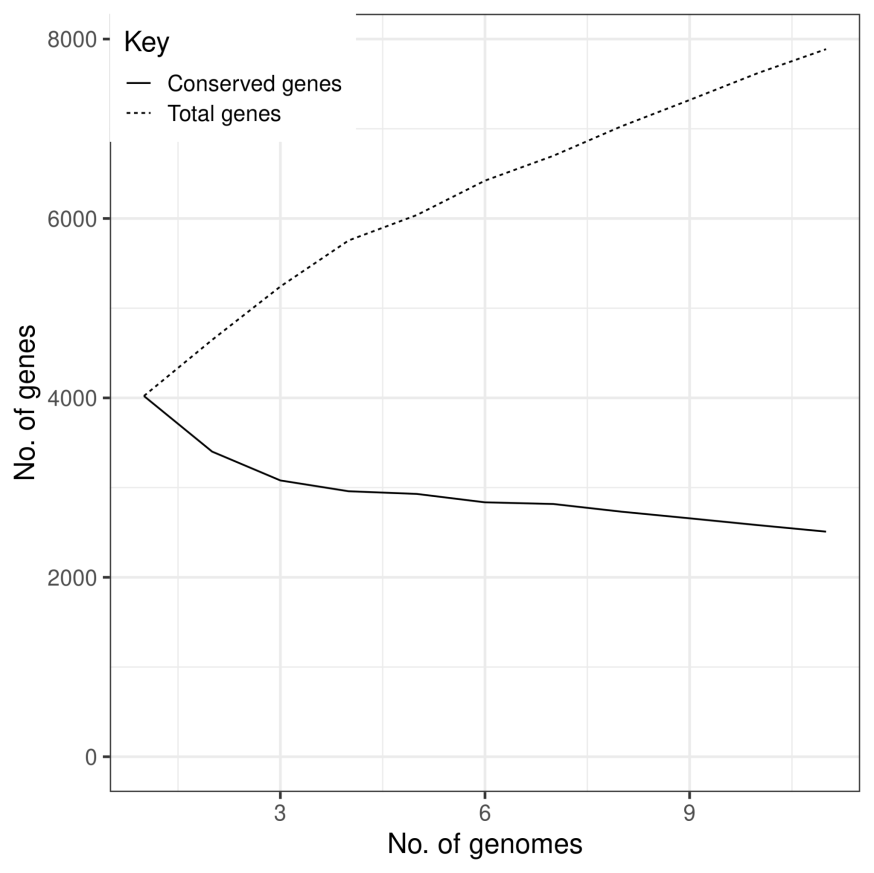 Key
Conserved genes
Total genes
8000
6000
4000
2000
0
No. of genes
3 6 9
No. of genomes